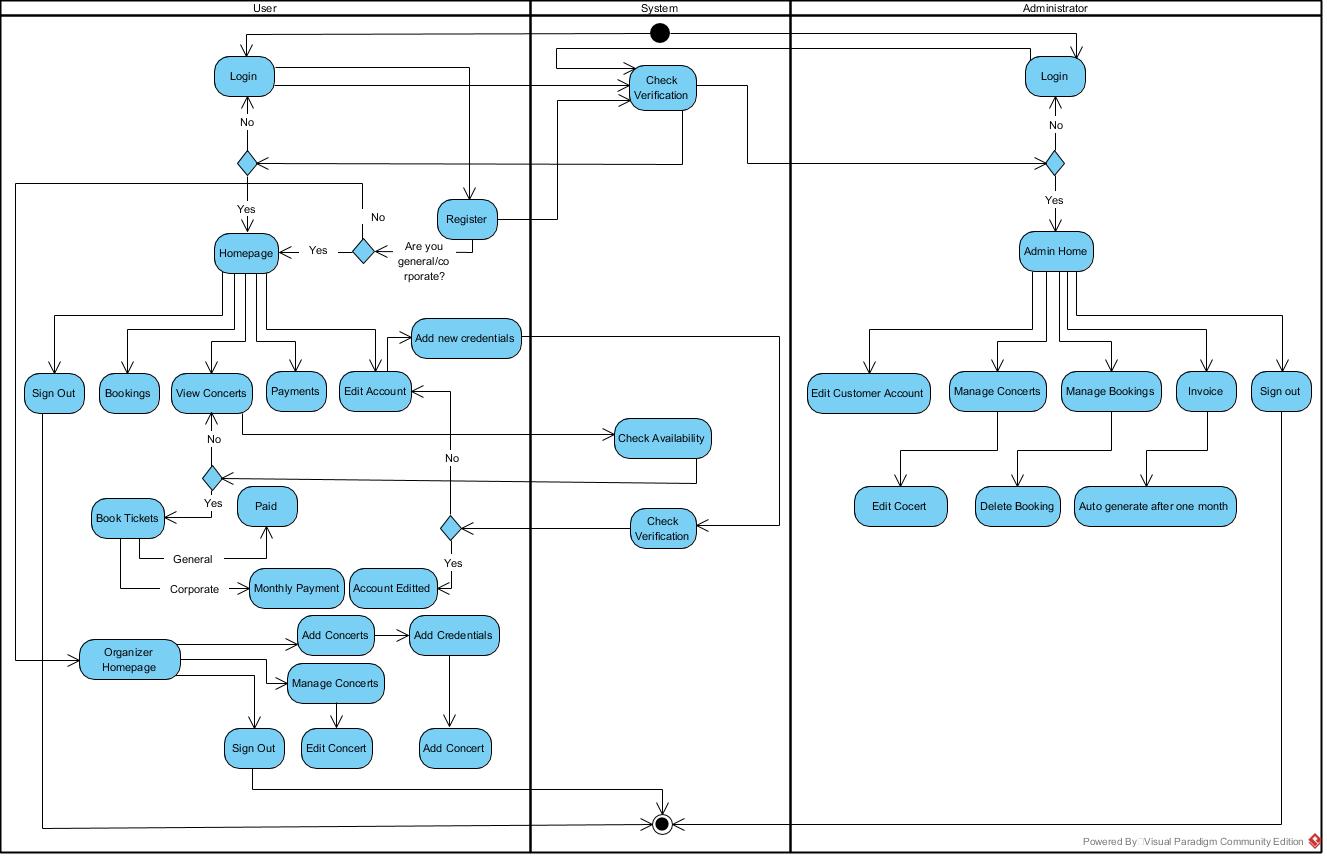 User
System
Administrator
Login
Check
Verification
Login
No
No
Yes
Yes
No
Register
Homepage
Yes
Are you
general/co
rporate?
Admin Home
Add new credentials
Sign Out
Bookings
View Concerts
Payments
Edit Account
Edit Customer Account
Manage Concerts
Manage Bookings
Invoice
Sign out
No
No
Check Availability
Yes
Book Tickets
Paid
Check
Verification
Edit Cocert
Delete Booking
Auto generate after one month
General
Yes
Corporate
Monthly Payment
Account Editted
Add Concerts
Add Credentials
Organizer
Homepage
Manage Concerts
Sign Out
Edit Concert
Add Concert
Powered By Visual Paradigm Community Edition